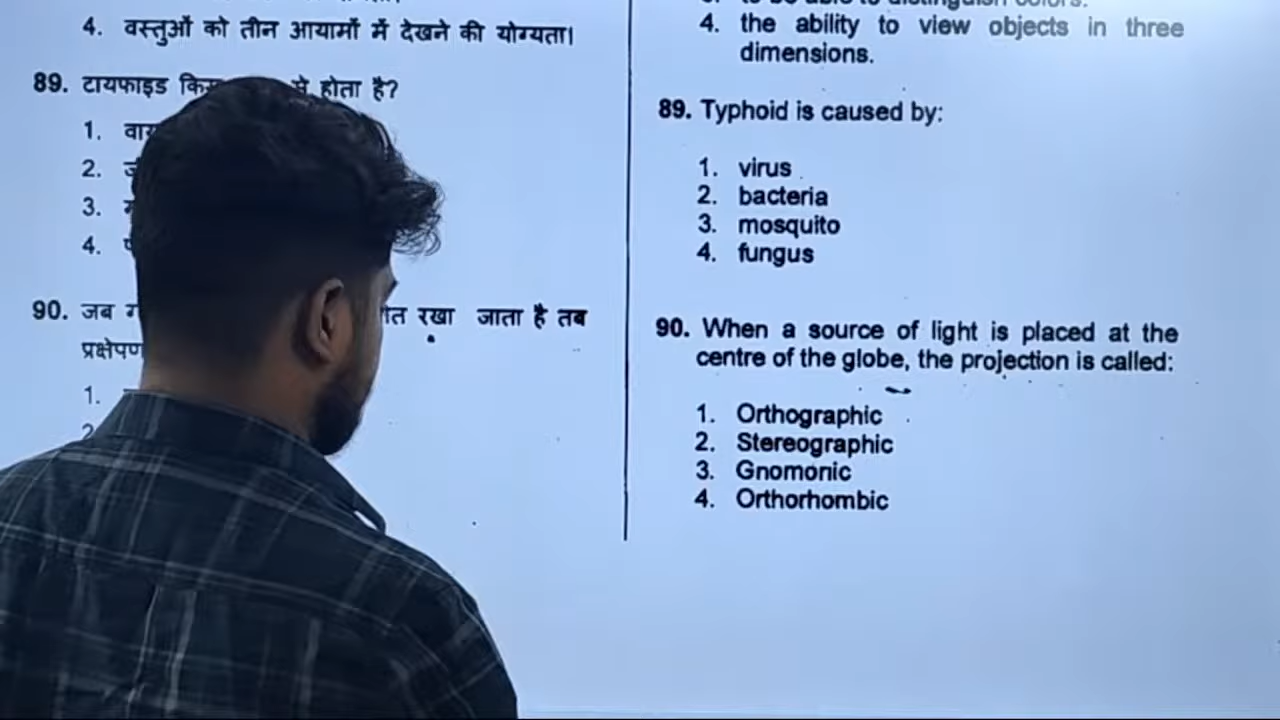 4. वस्तुओं को तीन आयामों में देखने की योग्यता।
89. टायफाइड से होता है?
1.
2.
3.
4.
90. जब रखा जाता है तब
1.
4. the ability to view objects in three
dimensions.
89. Typhoid is caused by:
1. virus
2. bacteria
3. mosquito
4. fungus
90. When a source of light is placed at the
centre of the globe, the projection is called:
1. Orthographic
2. Stereographic
3. Gnomonic
4. Orthorhombic